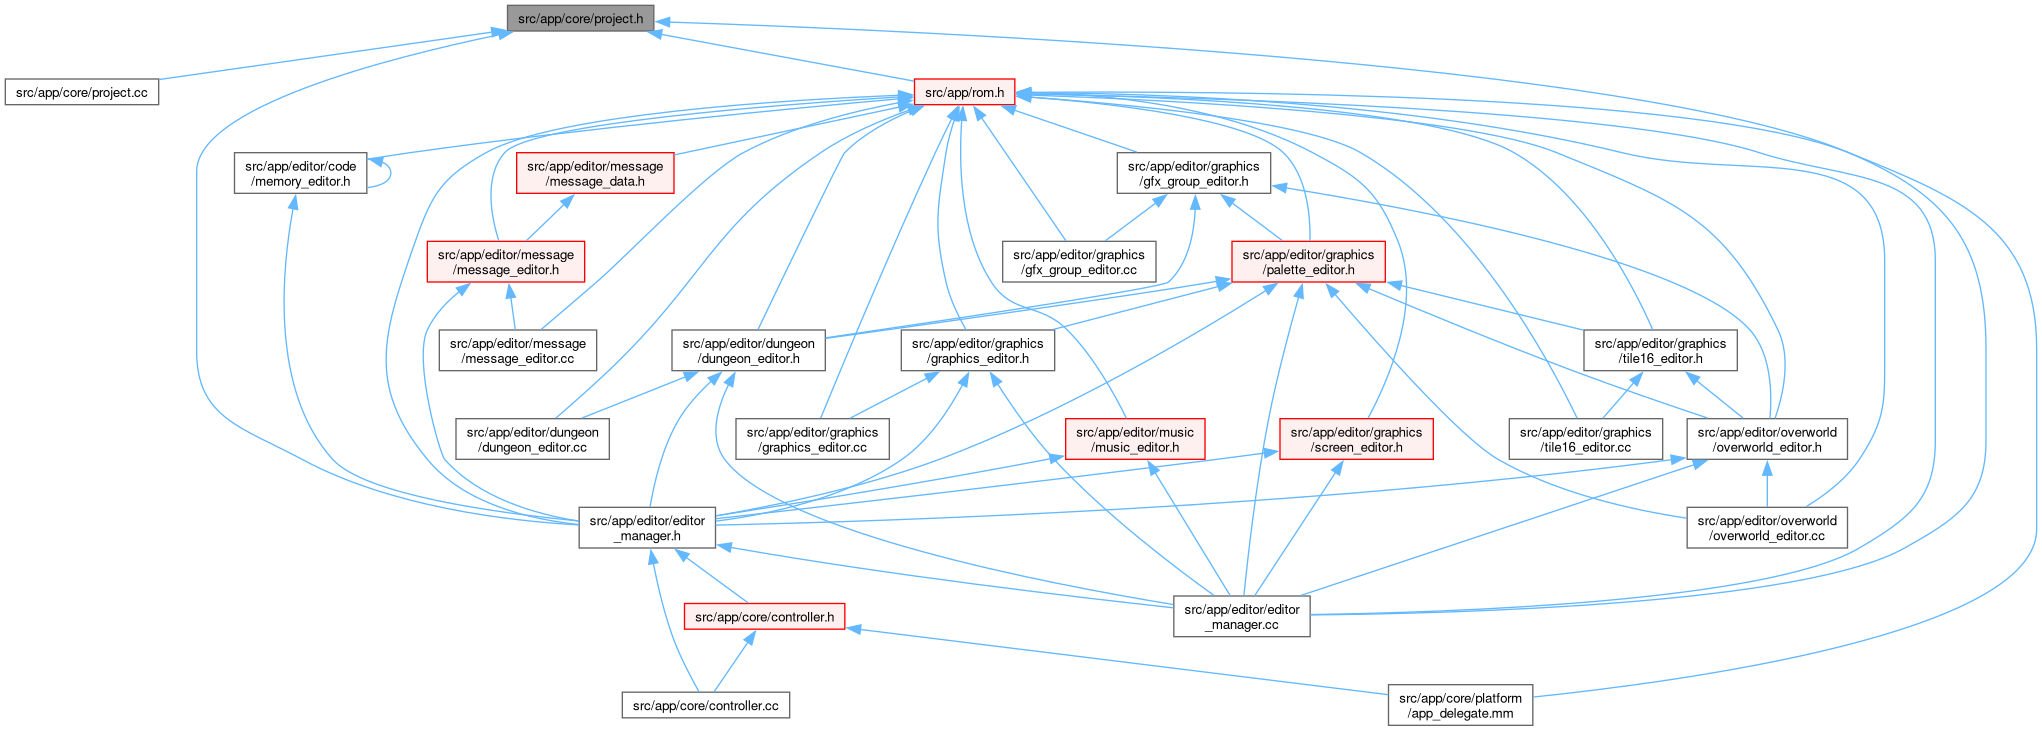 src/app/core/project.h
src/app/core/project.cc
src/app/rom.h
src/app/editor/code
/memory_editor.h
src/app/editor/message
/message_data.h
src/app/editor/graphics
/gfx_group_editor.h
src/app/editor/message
/message_editor.h
src/app/editor/graphics
/gfx_group_editor.cc
src/app/editor/graphics
/palette_editor.h
src/app/editor/message
/message_editor.cc
src/app/editor/dungeon
/dungeon_editor.h
src/app/editor/graphics
/graphics_editor.h
src/app/editor/graphics
/tile16_editor.h
src/app/editor/dungeon
/dungeon_editor.cc
src/app/editor/graphics
/graphics_editor.cc
src/app/editor/music
/music_editor.h
src/app/editor/graphics
/screen_editor.h
src/app/editor/graphics
/tile16_editor.cc
src/app/editor/overworld
/overworld_editor.h
src/app/editor/editor
_manager.h
src/app/editor/overworld
/overworld_editor.cc
src/app/core/controller.h
src/app/editor/editor
_manager.cc
src/app/core/controller.cc
src/app/core/platform
/app_delegate.mm